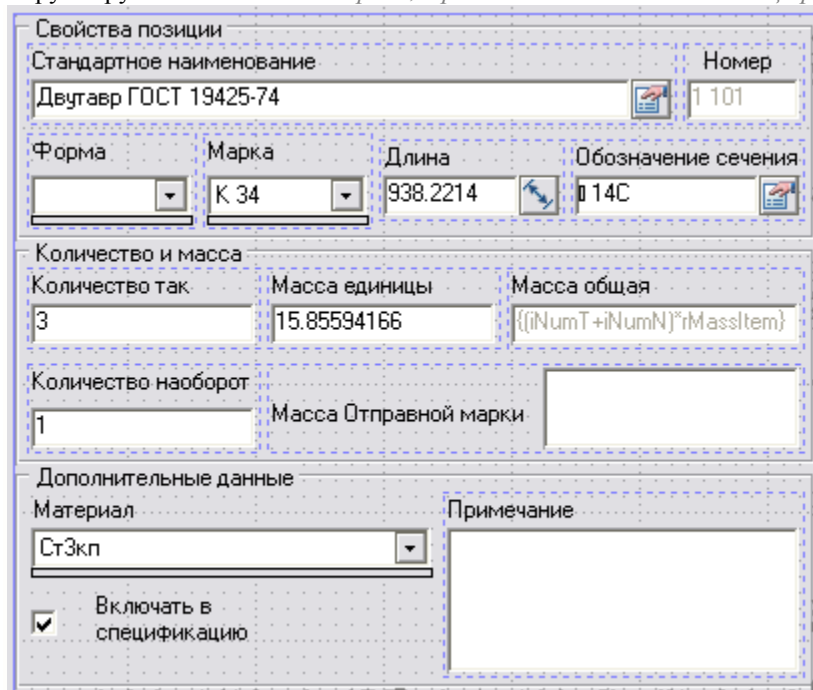 Свойства позиции
Стандартное наименование
Номер
Двутавр ГОСТ 19425-74
1 101
Форма
Марка
Длина
Обозначение сечения
К 34
938.2214
14С
Количество и масса
Количество так
Масса единицы
Масса общая
3
15.85594166
{(iNumT+iNumN)*rMassItem}
Количество наоборот
Масса Отправной марки
1
Дополнительные данные
Материал
Примечание
Ст3кп
Включать в
спецификацию